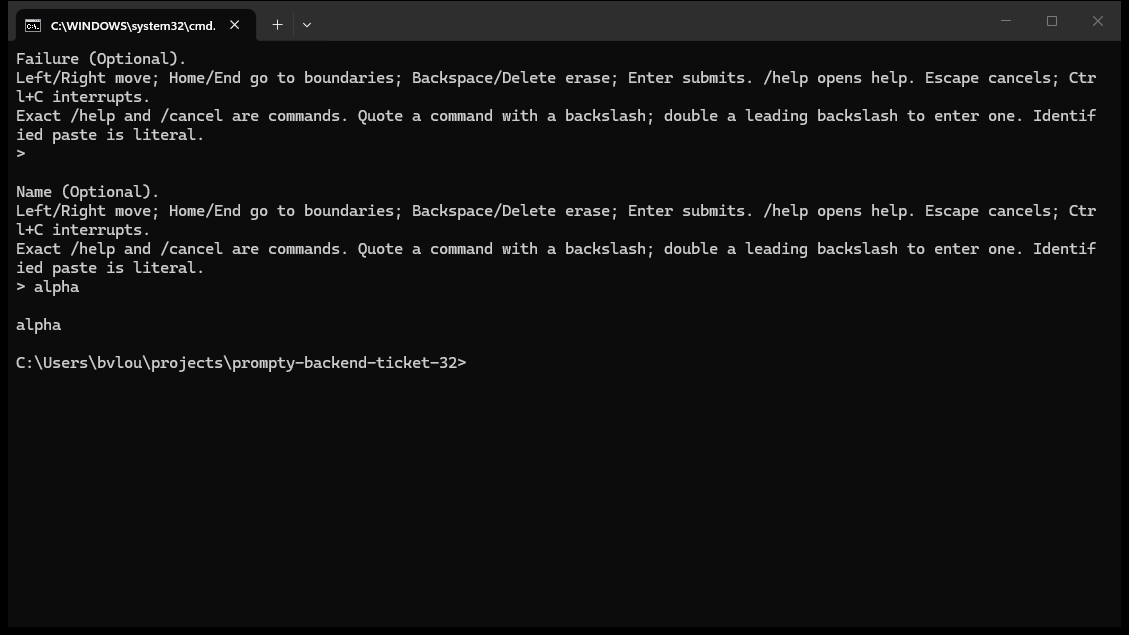 C:\WINDOWS\system32\cmd.
Failure (Optional).
Left/Right move; Home/End go to boundaries; Backspace/Delete erase; Enter submits. /help opens help. Escape cancels; Ctr
l+C interrupts.
Exact /help and /cancel are commands. Quote a command with a backslash; double a leading backslash to enter one. Identif
ied paste is literal.
>
Name (Optional).
Left/Right move; Home/End go to boundaries; Backspace/Delete erase; Enter submits. /help opens help. Escape cancels; Ctr
l+C interrupts.
Exact /help and /cancel are commands. Quote a command with a backslash; double a leading backslash to enter one. Identif
ied paste is literal.
> alpha
alpha
C:\Users\bvlou\projects\prompty-backend-ticket-32>